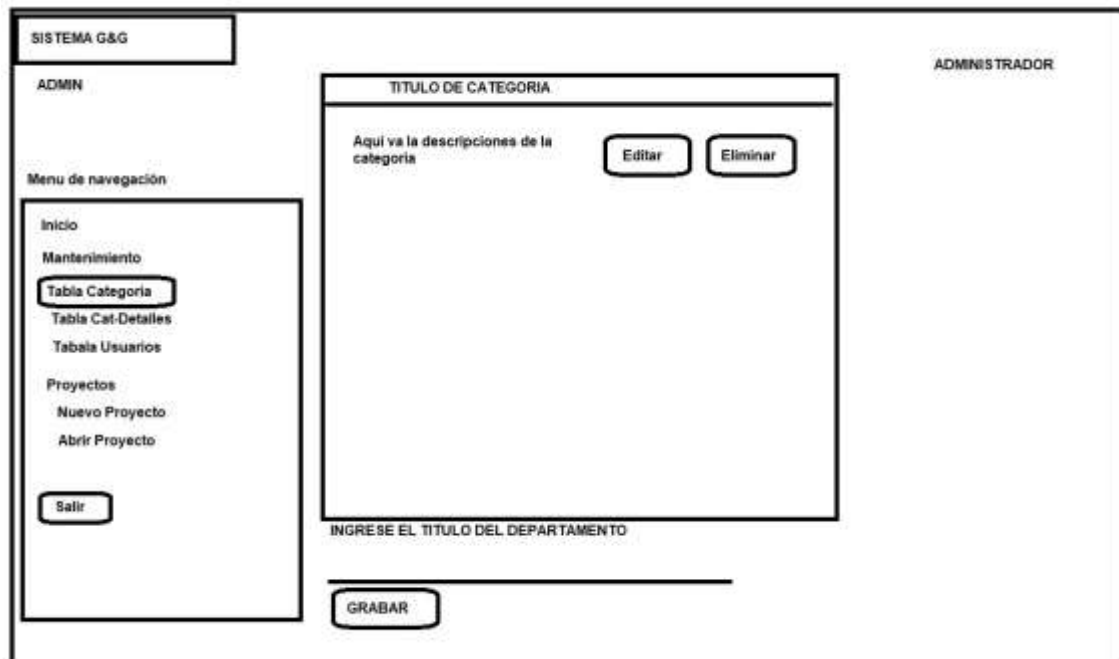 SISTEMA G&G
ADMINISTRADOR
ADMIN
TITULO DE CATEGORIA
Aqui va la descripciones de la
categoria
Editar
Eliminar
Menu de navegación
Inicio
Mantenimiento
Tabla Categoria
Tabla Cat-Detalles
Tabala Usuarios
Proyectos
Nuevo Proyecto
Abrir Proyecto
Salir
INGRESE EL TITULO DEL DEPARTAMENTO
GRABAR